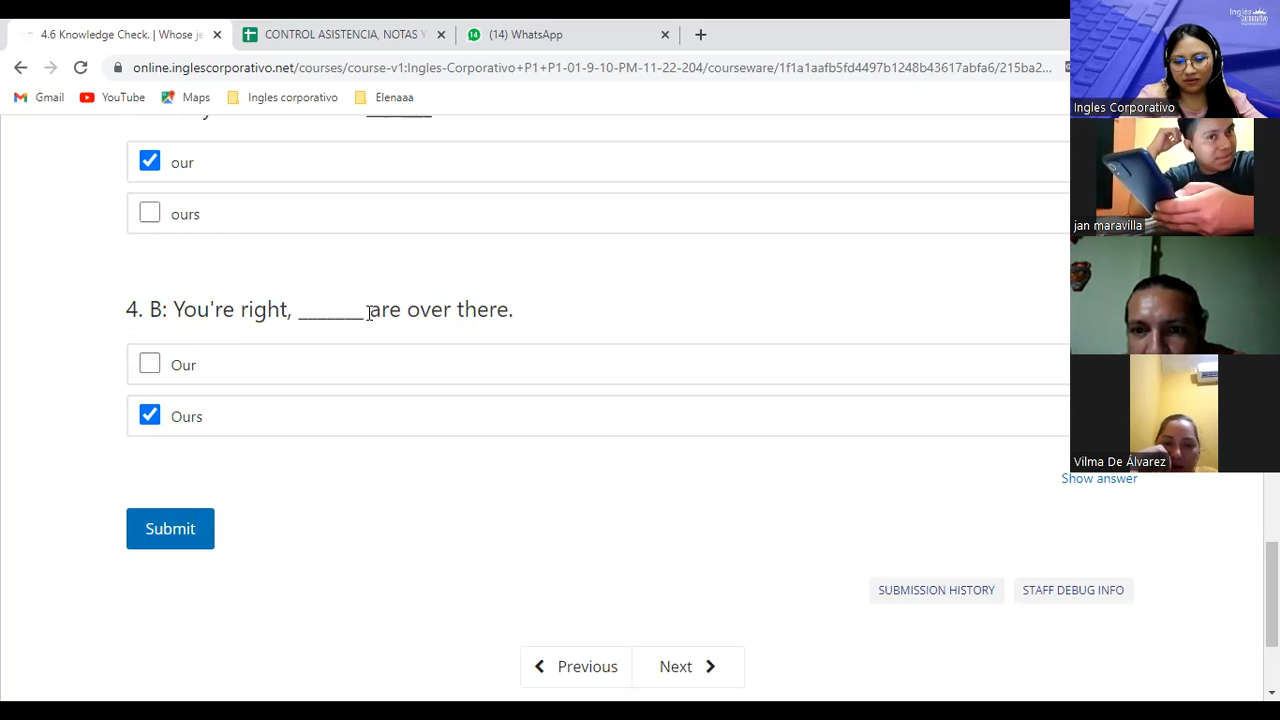 4.6 Knowledge Check. | Whose je
CONTROL ASISTENCIA, NOTAS Y
(14) WhatsApp
online.inglescorporativo.net/courses/course-v1:Ingles-Corporativo+P1+P1-01-9-10-PM-11-22-204/courseware/1f1a1aafb5fd4497b1248b43617abfa6/215ba2...
Gmail
YouTube
Maps
Ingles corporativo
Elenaaa
our
ours
4. B: You're right, _______ are over there.
Our
Ours
Show answer
Submit
SUBMISSION HISTORY
STAFF DEBUG INFO
Previous
Next
Ingles Corporativo
jan maravilla
Vilma De Álvarez